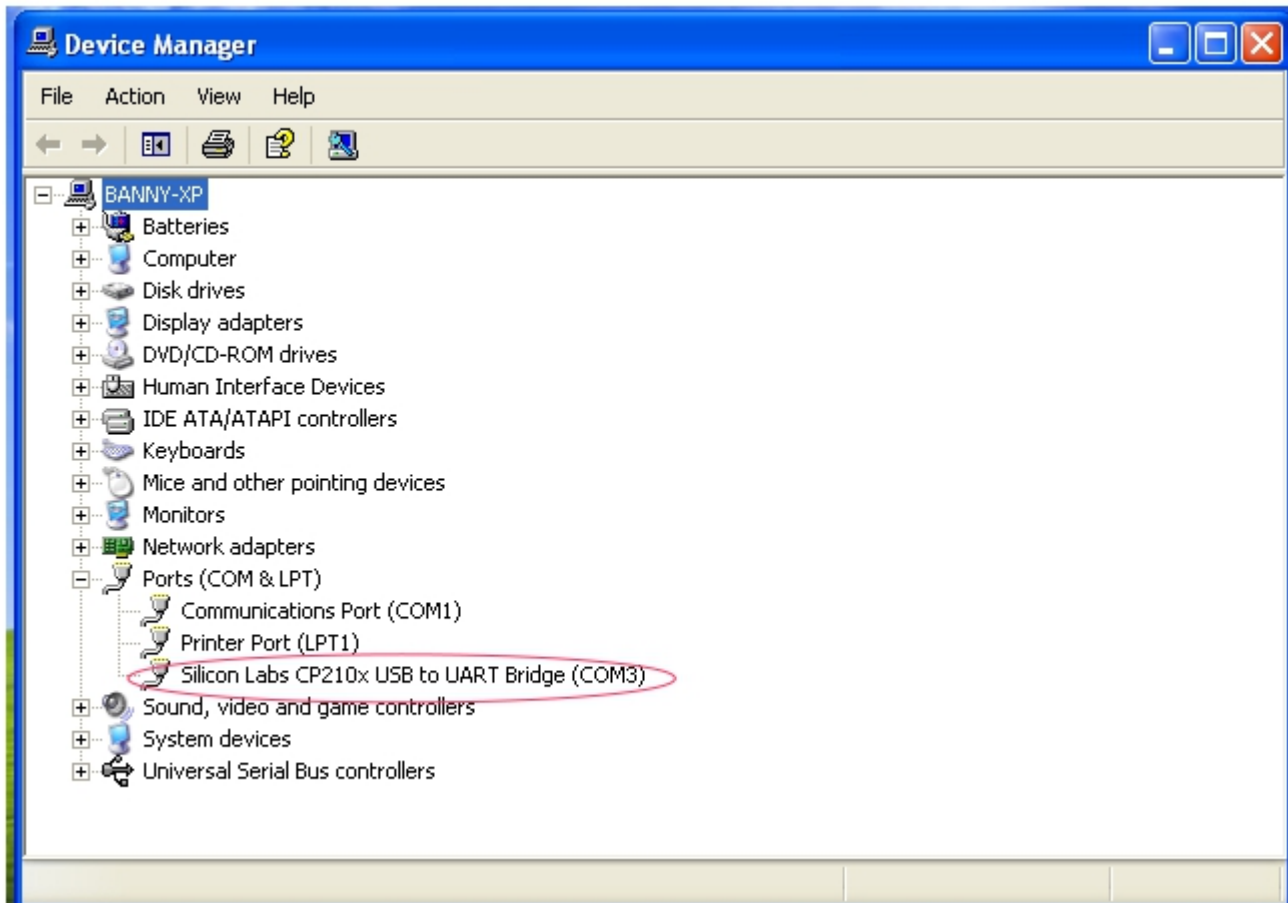 Device Manager
File Action View Help
BANNY-XP
Batteries
Computer
Disk drives
Display adapters
DVD/CD-ROM drives
Human Interface Devices
IDE ATA/ATAPI controllers
Keyboards
Mice and other pointing devices
Monitors
Network adapters
Ports (COM & LPT)
Communications Port (COM1)
Printer Port (LPT1)
Silicon Labs CP210x USB to UART Bridge (COM3)
Sound, video and game controllers
System devices
Universal Serial Bus controllers